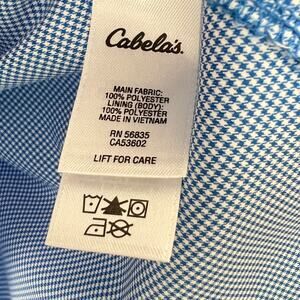 Cabela's.
MAIN FABRIC:
100% POLYESTER
LINING (BODY):
100% POLYESTER
MADE IN VIETNAM
RN 56835
CA53602
LIFT FOR CARE